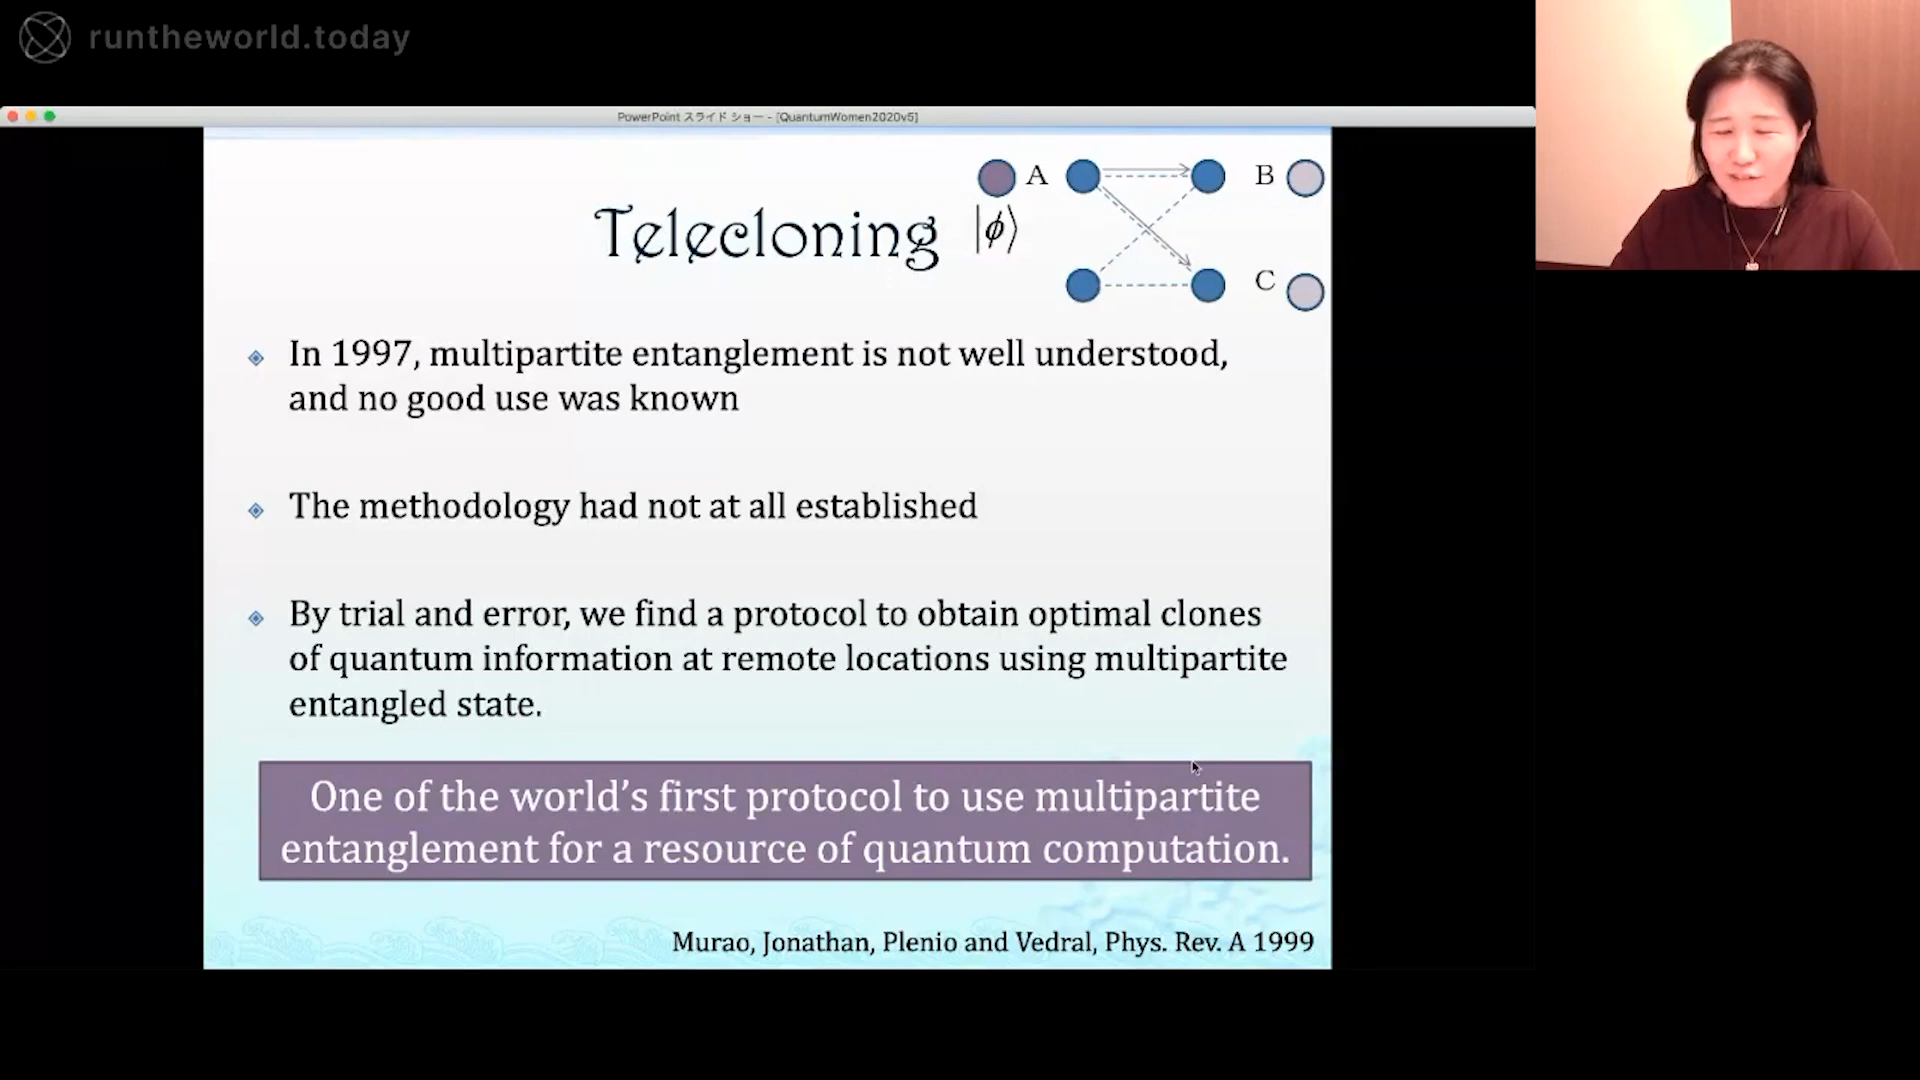 runtheworld.today
PowerPoint スライド ショー - [QuantumWomen2020v5]
A
B
Telecloning
|ϕ⟩
C
In 1997, multipartite entanglement is not well understood,
and no good use was known
The methodology had not at all established
By trial and error, we find a protocol to obtain optimal clones
of quantum information at remote locations using multipartite
entangled state.
One of the world’s first protocol to use multipartite
entanglement for a resource of quantum computation.
Murao, Jonathan, Plenio and Vedral, Phys. Rev. A 1999